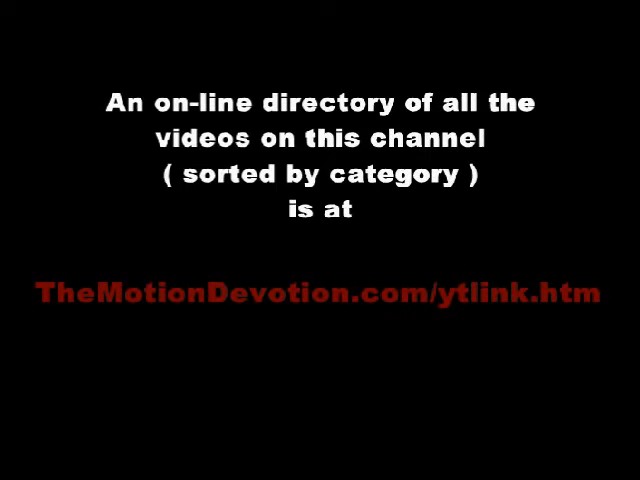 An on-line directory of all the
videos on this channel
( sorted by category )
is at
TheMotionDevotion.com/ytlink.htm